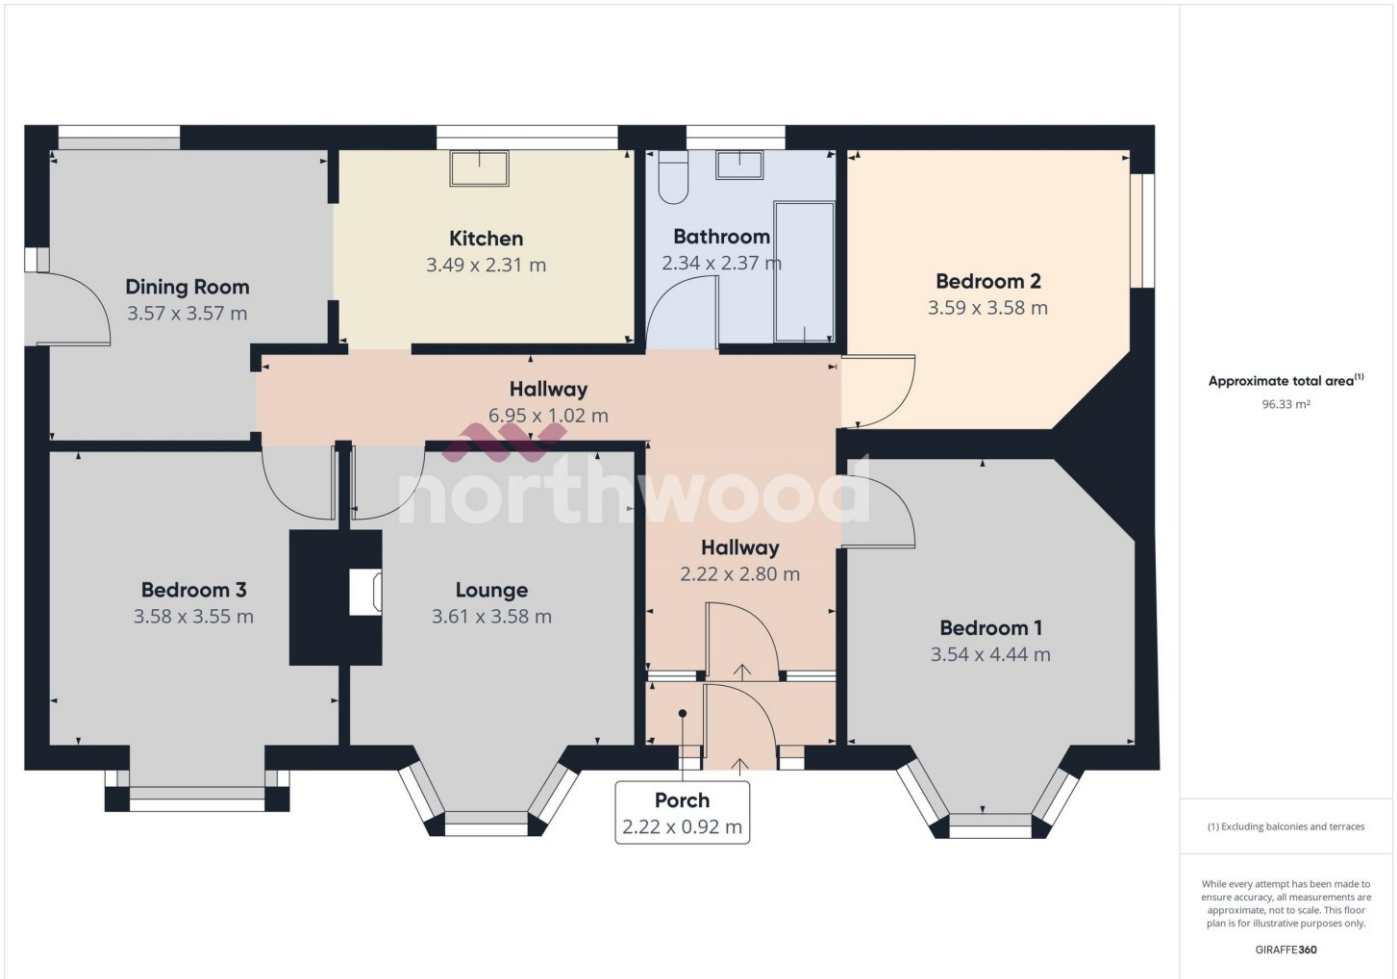 Kitchen
3.49 x 2.31 m
Bathroom
2.34 x 2.37 m
Dining Room
3.57 x 3.57 m
Bedroom 2
3.59 x 3.58 m
Hallway
6.95 x 1.02 m
northwood
Hallway
2.22 x 2.80 m
Bedroom 3
3.58 x 3.55 m
Lounge
3.61 x 3.58 m
Bedroom 1
3.54 x 4.44 m
Porch
2.22 x 0.92 m
Approximate total area(1)
96.33 m²
(1) Excluding balconies and terraces
While every attempt has been made to
ensure accuracy, all measurements are
approximate, not to scale. This floor
plan is for illustrative purposes only.
GIRAFFE360